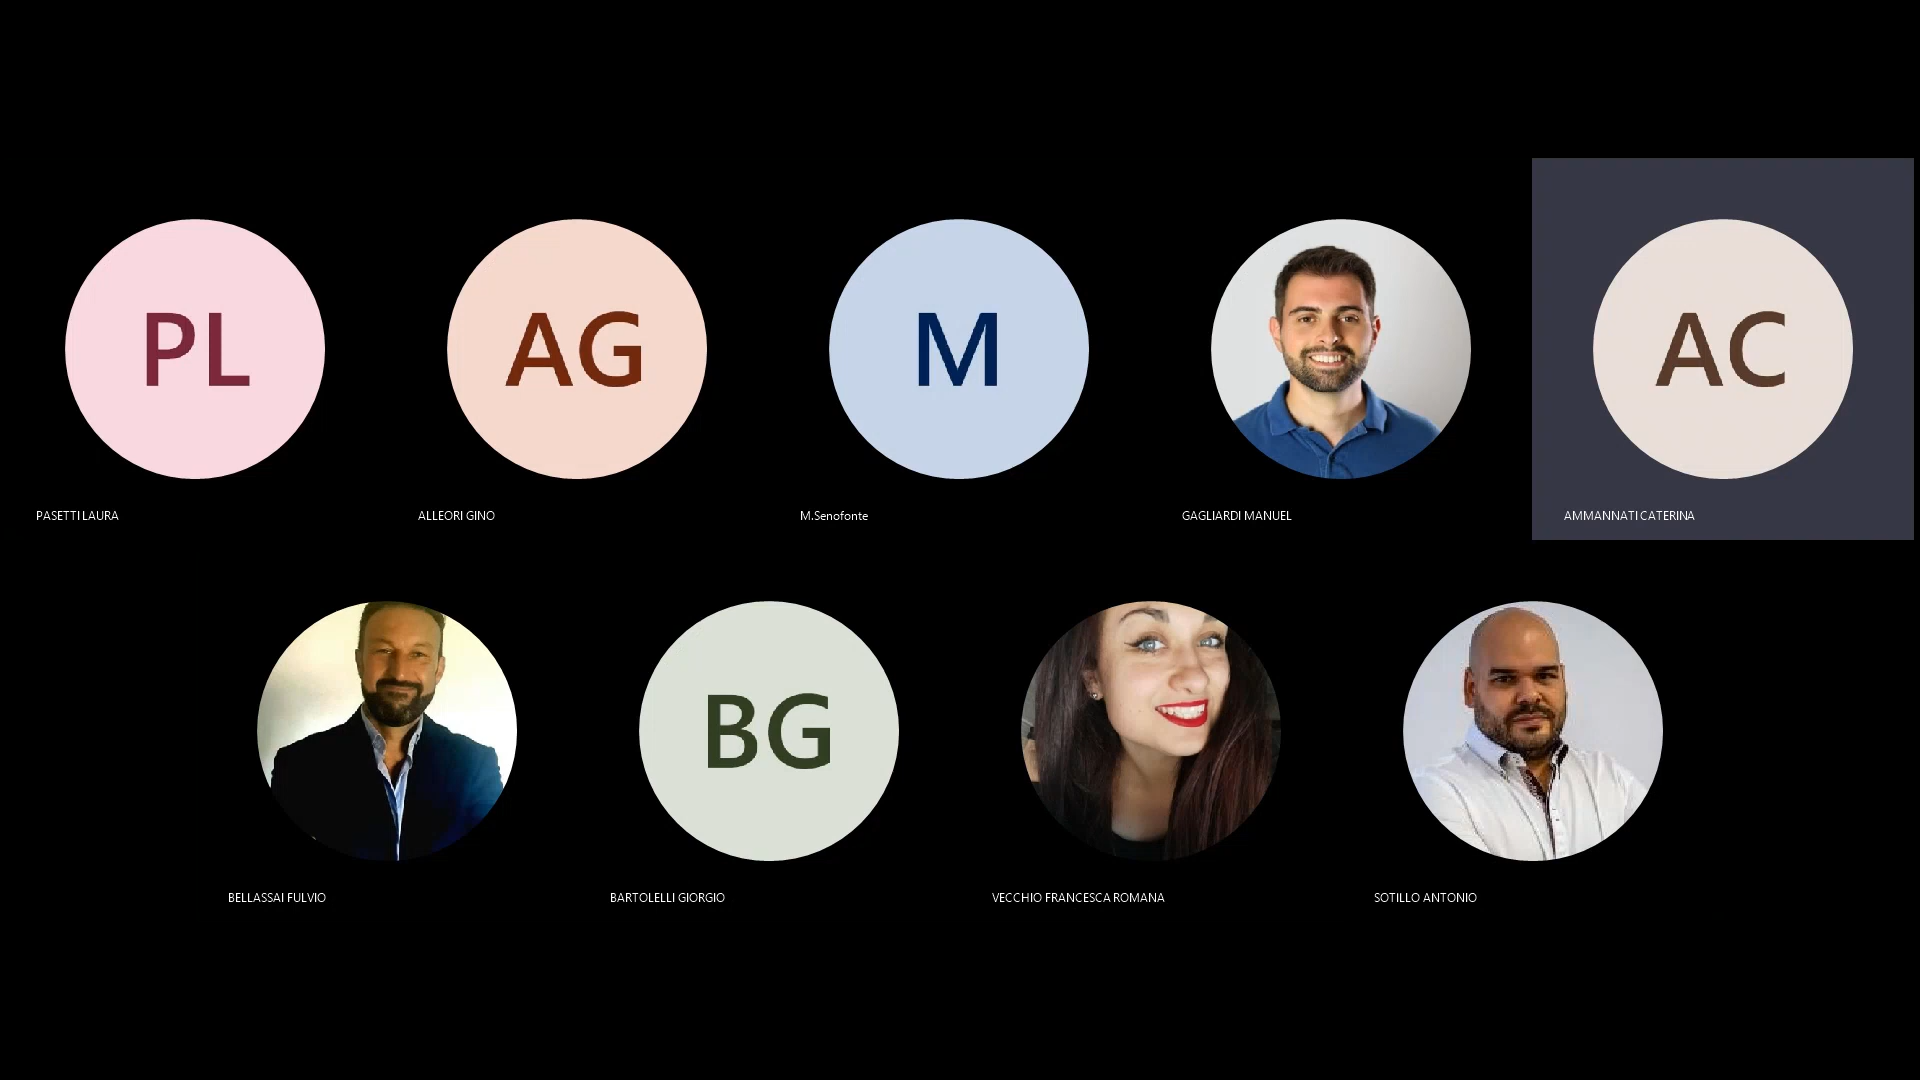 PL
AG
M
AC
PASETTI LAURA
ALLEORI GINO
M.Senofonte
GAGLIARDI MANUEL
AMMANNATI CATERINA
BG
BELLASSAI FULVIO
BARTOLELLI GIORGIO
VECCHIO FRANCESCA ROMANA
SOTILLO ANTONIO